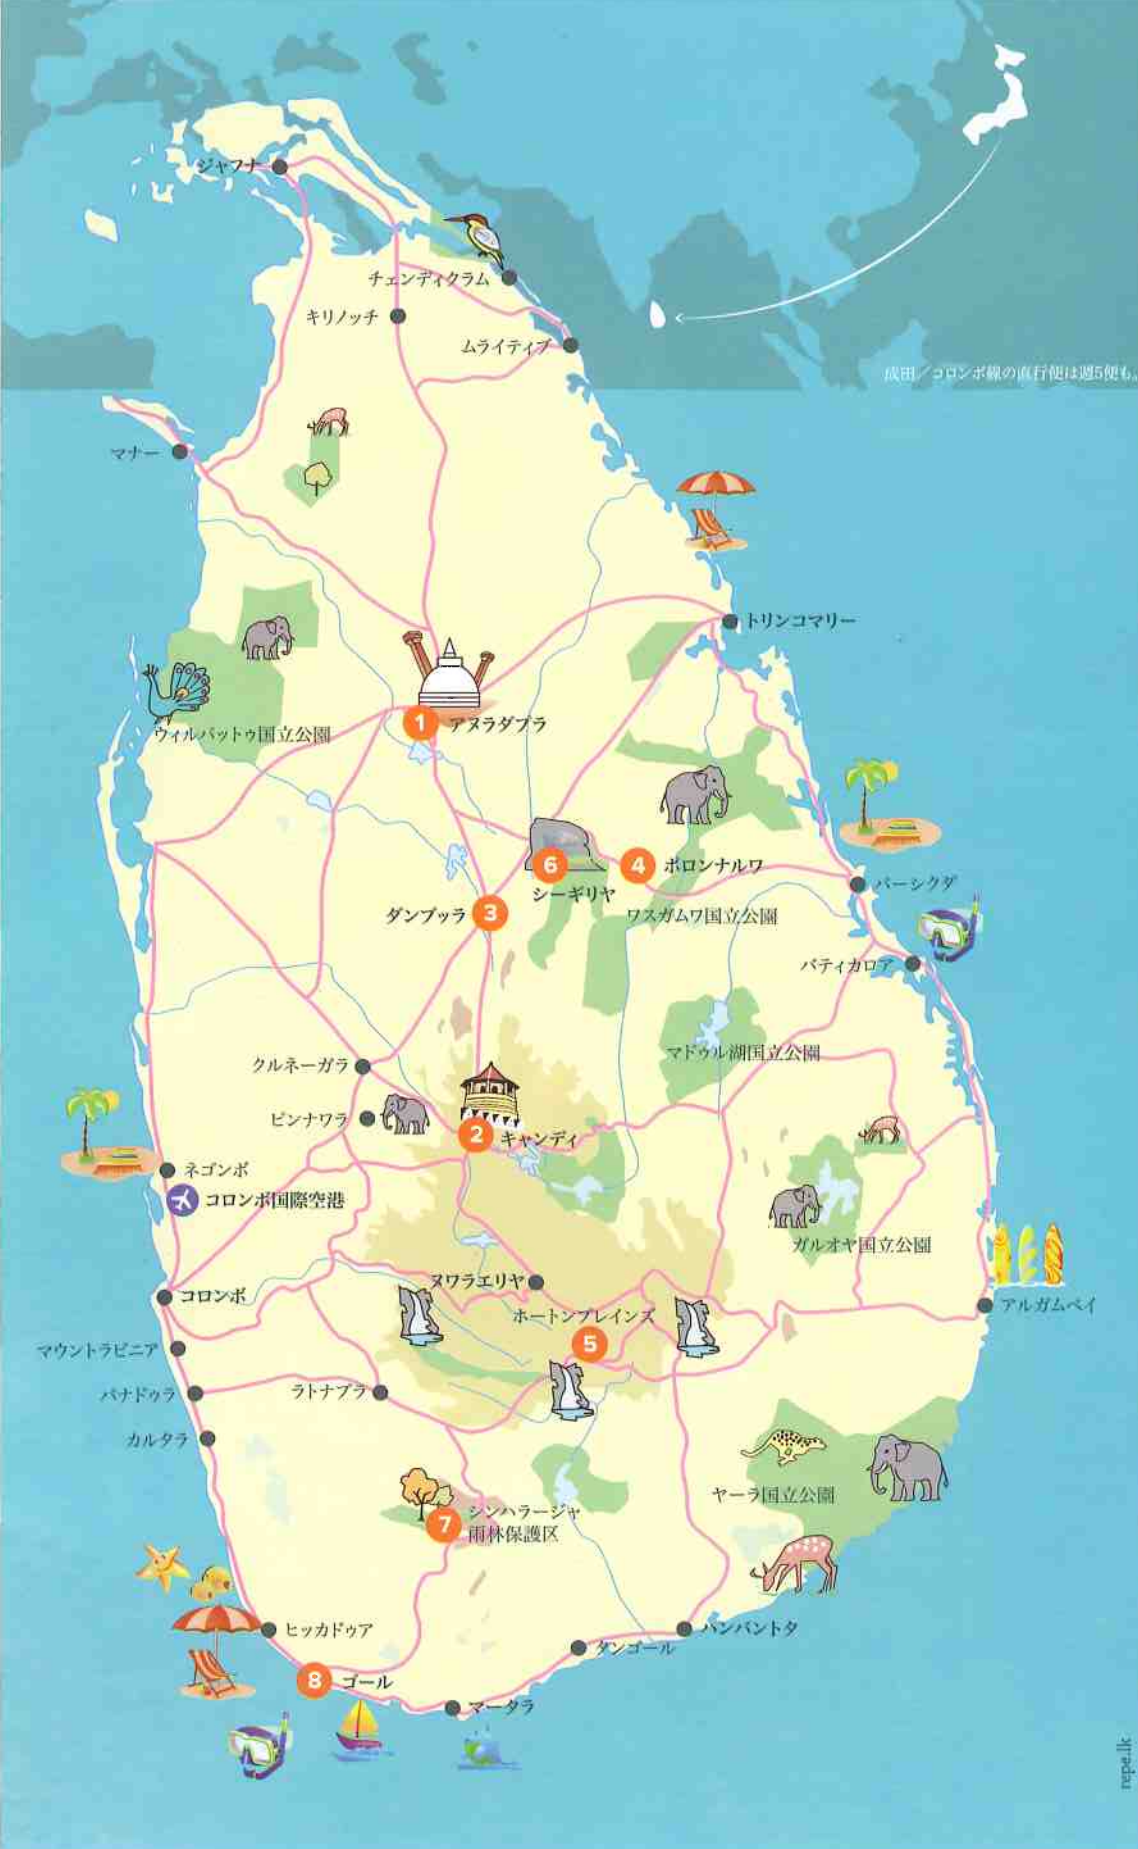 ジャフナ
チェンディクラム
キリノッチ
ムライティブ
成田／コロンボ線の直行便は週5便も。
マナー
トリンコマリー
1 アヌラダプラ
ウィルパットゥ国立公園
6
シーギリヤ
4 ポロンナルワ
パーシクダ
ダンブッラ 3
ワスガムワ国立公園
バティカロア
マドゥル湖国立公園
クルネーガラ
ピンナワラ
2 キャンディ
ネゴンボ
コロンボ国際空港
ガルオヤ国立公園
ヌワラエリヤ
コロンボ
ホートンプレインズ
5
アルガムベイ
マウントラビニア
パナドゥラ
ラトナプラ
カルタラ
ヤーラ国立公園
7 シンハラージャ
雨林保護区
ヒッカドゥア
ハンバントタ
タンゴール
8 ゴール
マータラ
repe.lk